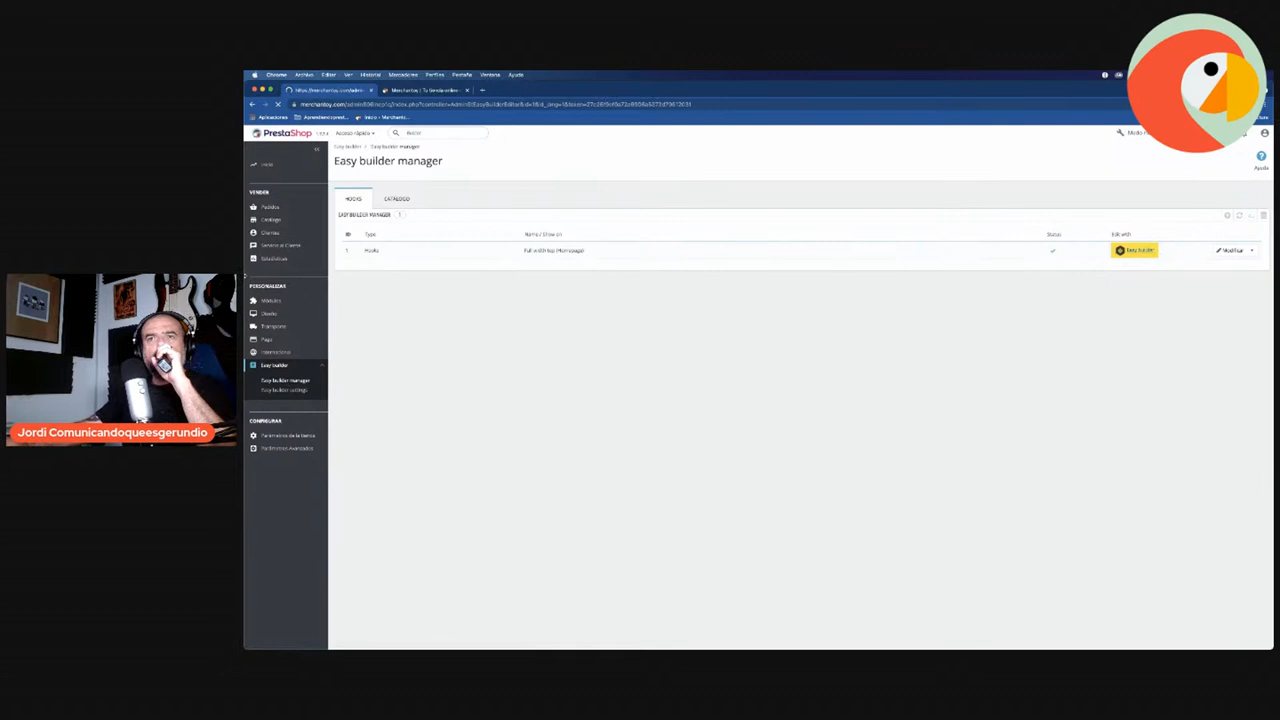 Chrome Archivo Editar Ver Historial Marcadores Perfiles Pestaña Ventana Ayuda
Merchantoy | Tu tienda online
Aplicaciones Inicio - Merchanto...
PrestaShop Acceso rápido Buscar
Easy builder / Easy builder manager
Easy builder manager
Ayuda
Inicio
VENDER
Pedidos
Catálogo
Clientes
Servicio al Cliente
Estadísticas
PERSONALIZAR
Módulos
Diseño
Transporte
Pago
Internacional
Easy builder
Easy builder manager
Easy builder settings
CONFIGURAR
Parámetros de la tienda
Parámetros Avanzados
HOOKS CATÁLOGO
EASY BUILDER MANAGER 1
ID Type Name / Show on Status Edit with
1 Hooks Full width top (Homepage) Easy builder Modificar
Jordi Comunicandoqueesgerundio